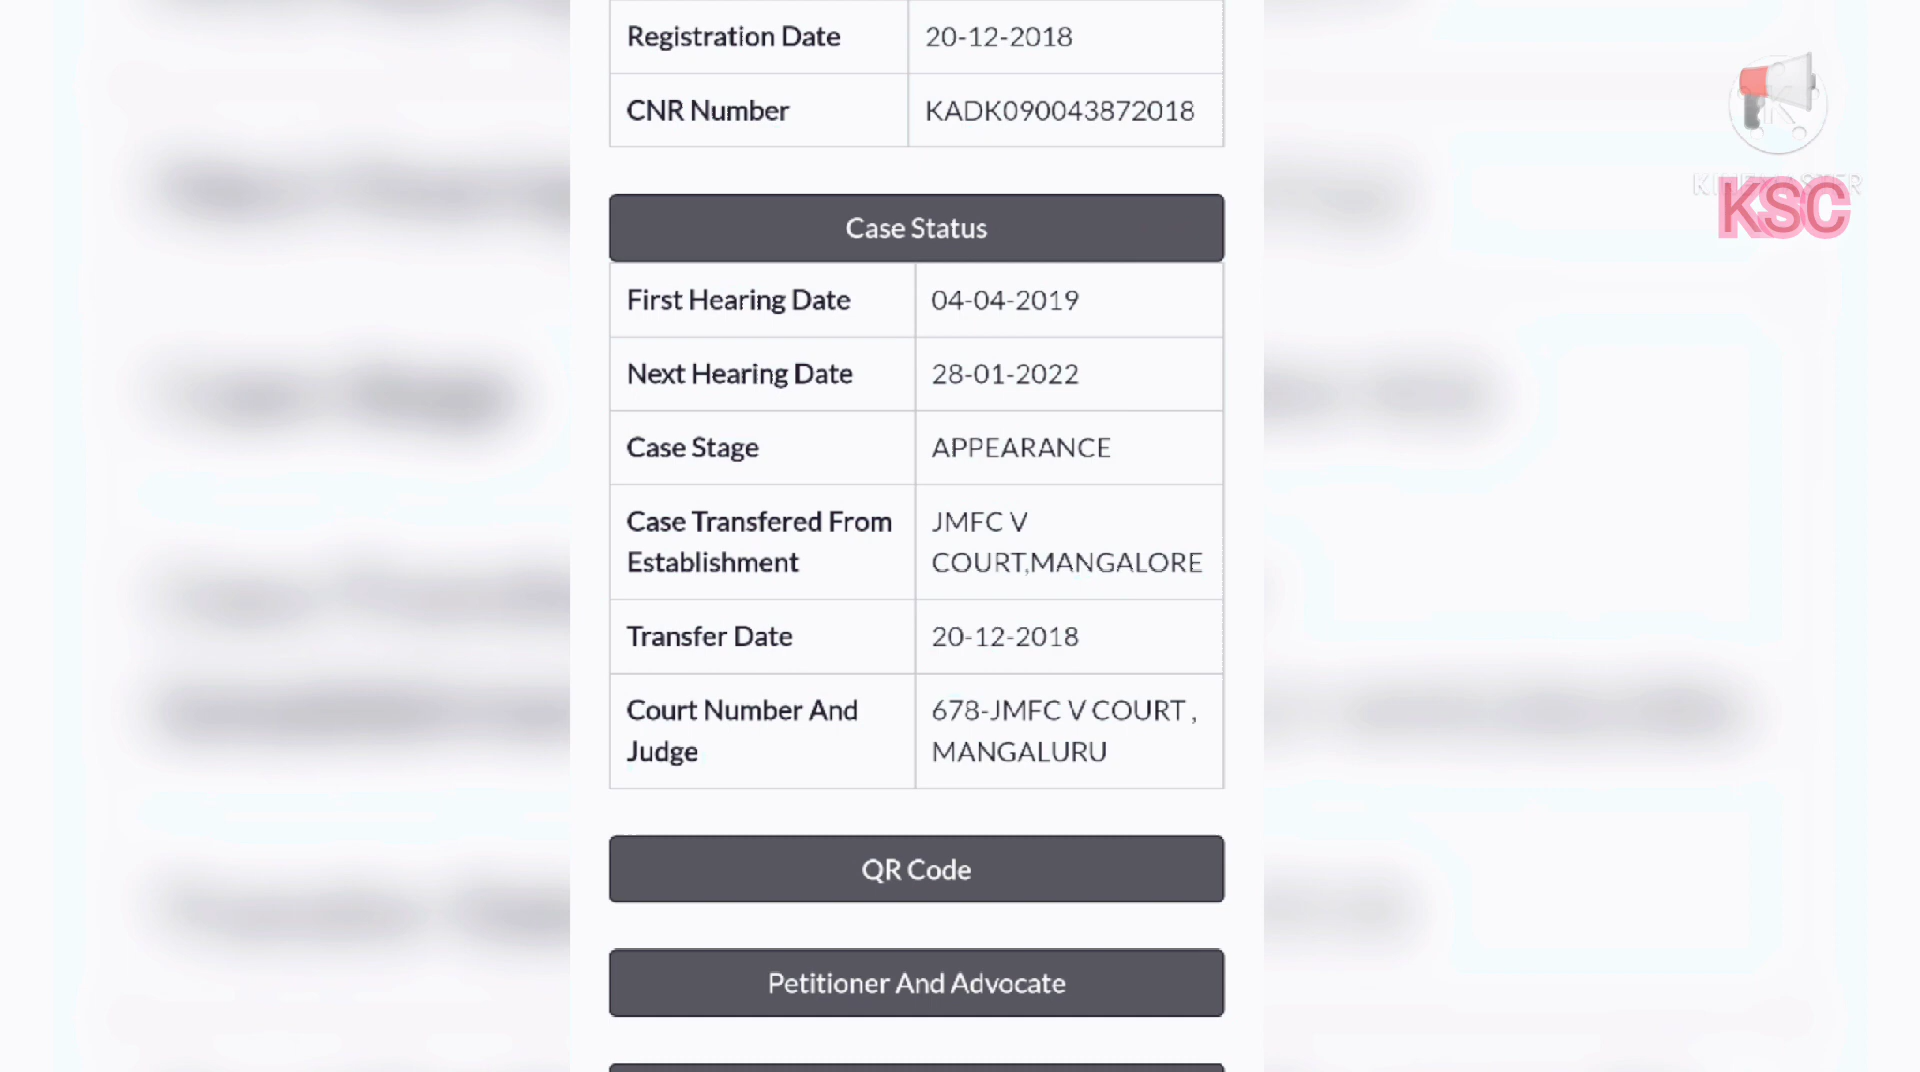 Registration Date 20-12-2018
CNR Number KADK090043872018
KSC
Case Status
First Hearing Date 04-04-2019
Next Hearing Date 28-01-2022
Case Stage APPEARANCE
Case Transfered From JMFC V
Establishment COURT,MANGALORE
Transfer Date 20-12-2018
Court Number And 678-JMFC V COURT ,
Judge MANGALURU
QR Code
Petitioner And Advocate